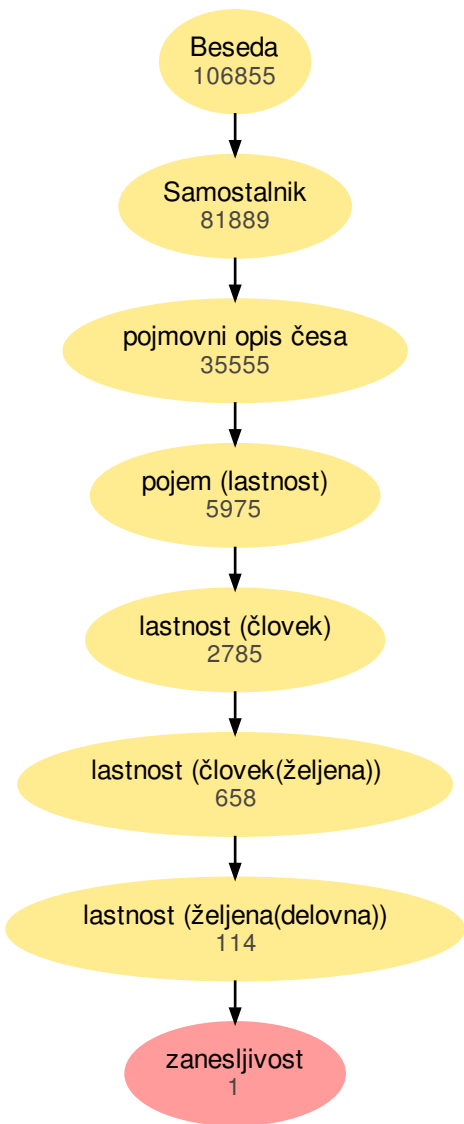 Beseda
106855
Samostalnik
81889
pojmovni opis česa
35555
pojem (lastnost)
5975
lastnost (človek)
2785
lastnost (človek(željena))
658
lastnost (željena(delovna))
114
zanesljivost
1